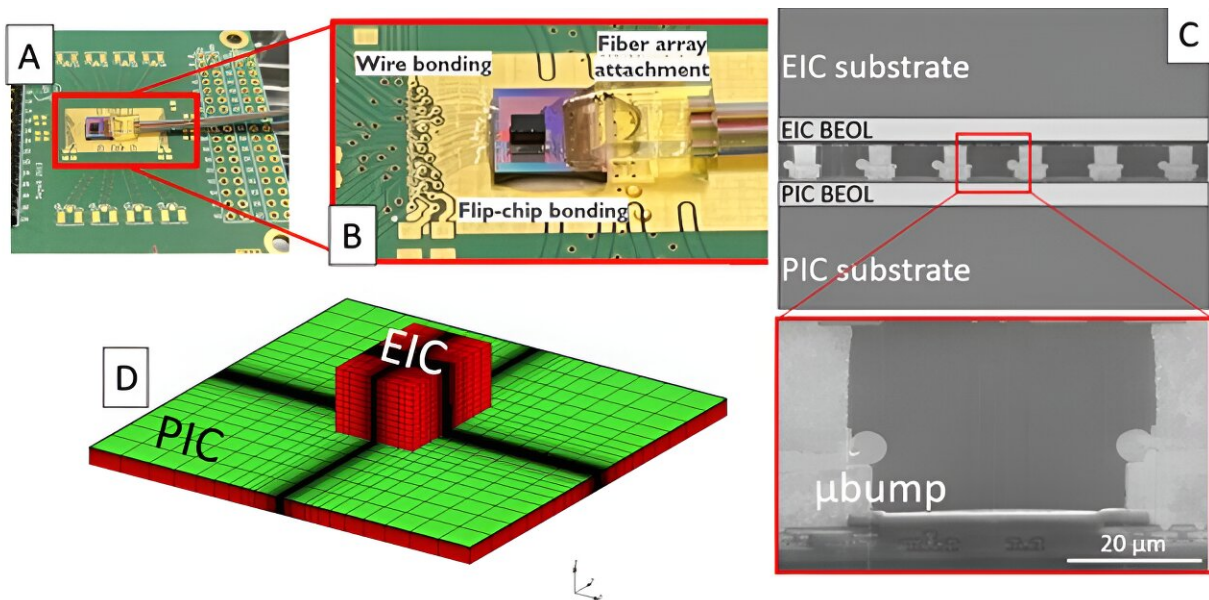 A
Wire bonding
Fiber array
attachment
Flip-chip bonding
B
C
EIC substrate
EIC BEOL
PIC BEOL
PIC substrate
D
EIC
PIC
μbump
20 μm